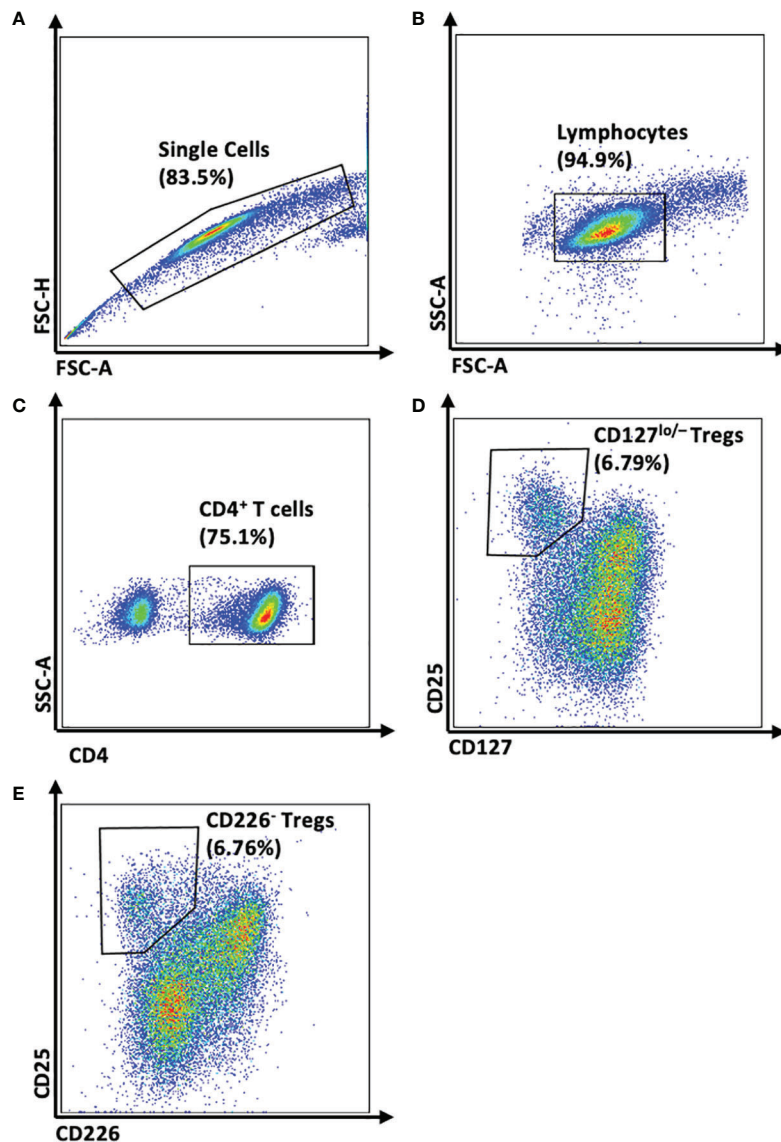 A
Single Cells
(83.5%)
FSC-H
FSC-A
B
Lymphocytes
(94.9%)
SSC-A
FSC-A
C
CD4⁺ T cells
(75.1%)
SSC-A
CD4
D
CD127ˡᵒ/⁻ Tregs
(6.79%)
CD25
CD127
E
CD226⁻ Tregs
(6.76%)
CD25
CD226